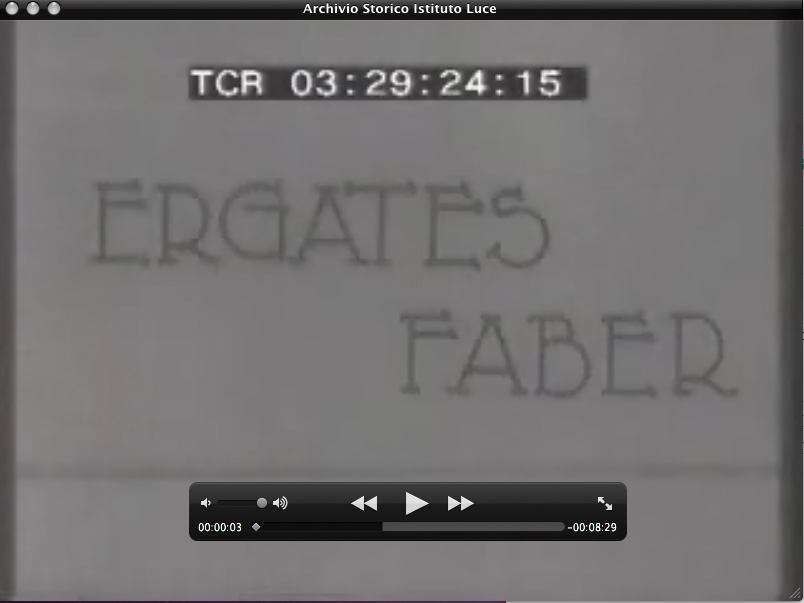 Archivio Storico Istituto Luce
TCR 03:29:24:15
ERGATES
FABER
00:00:03
-00:08:29